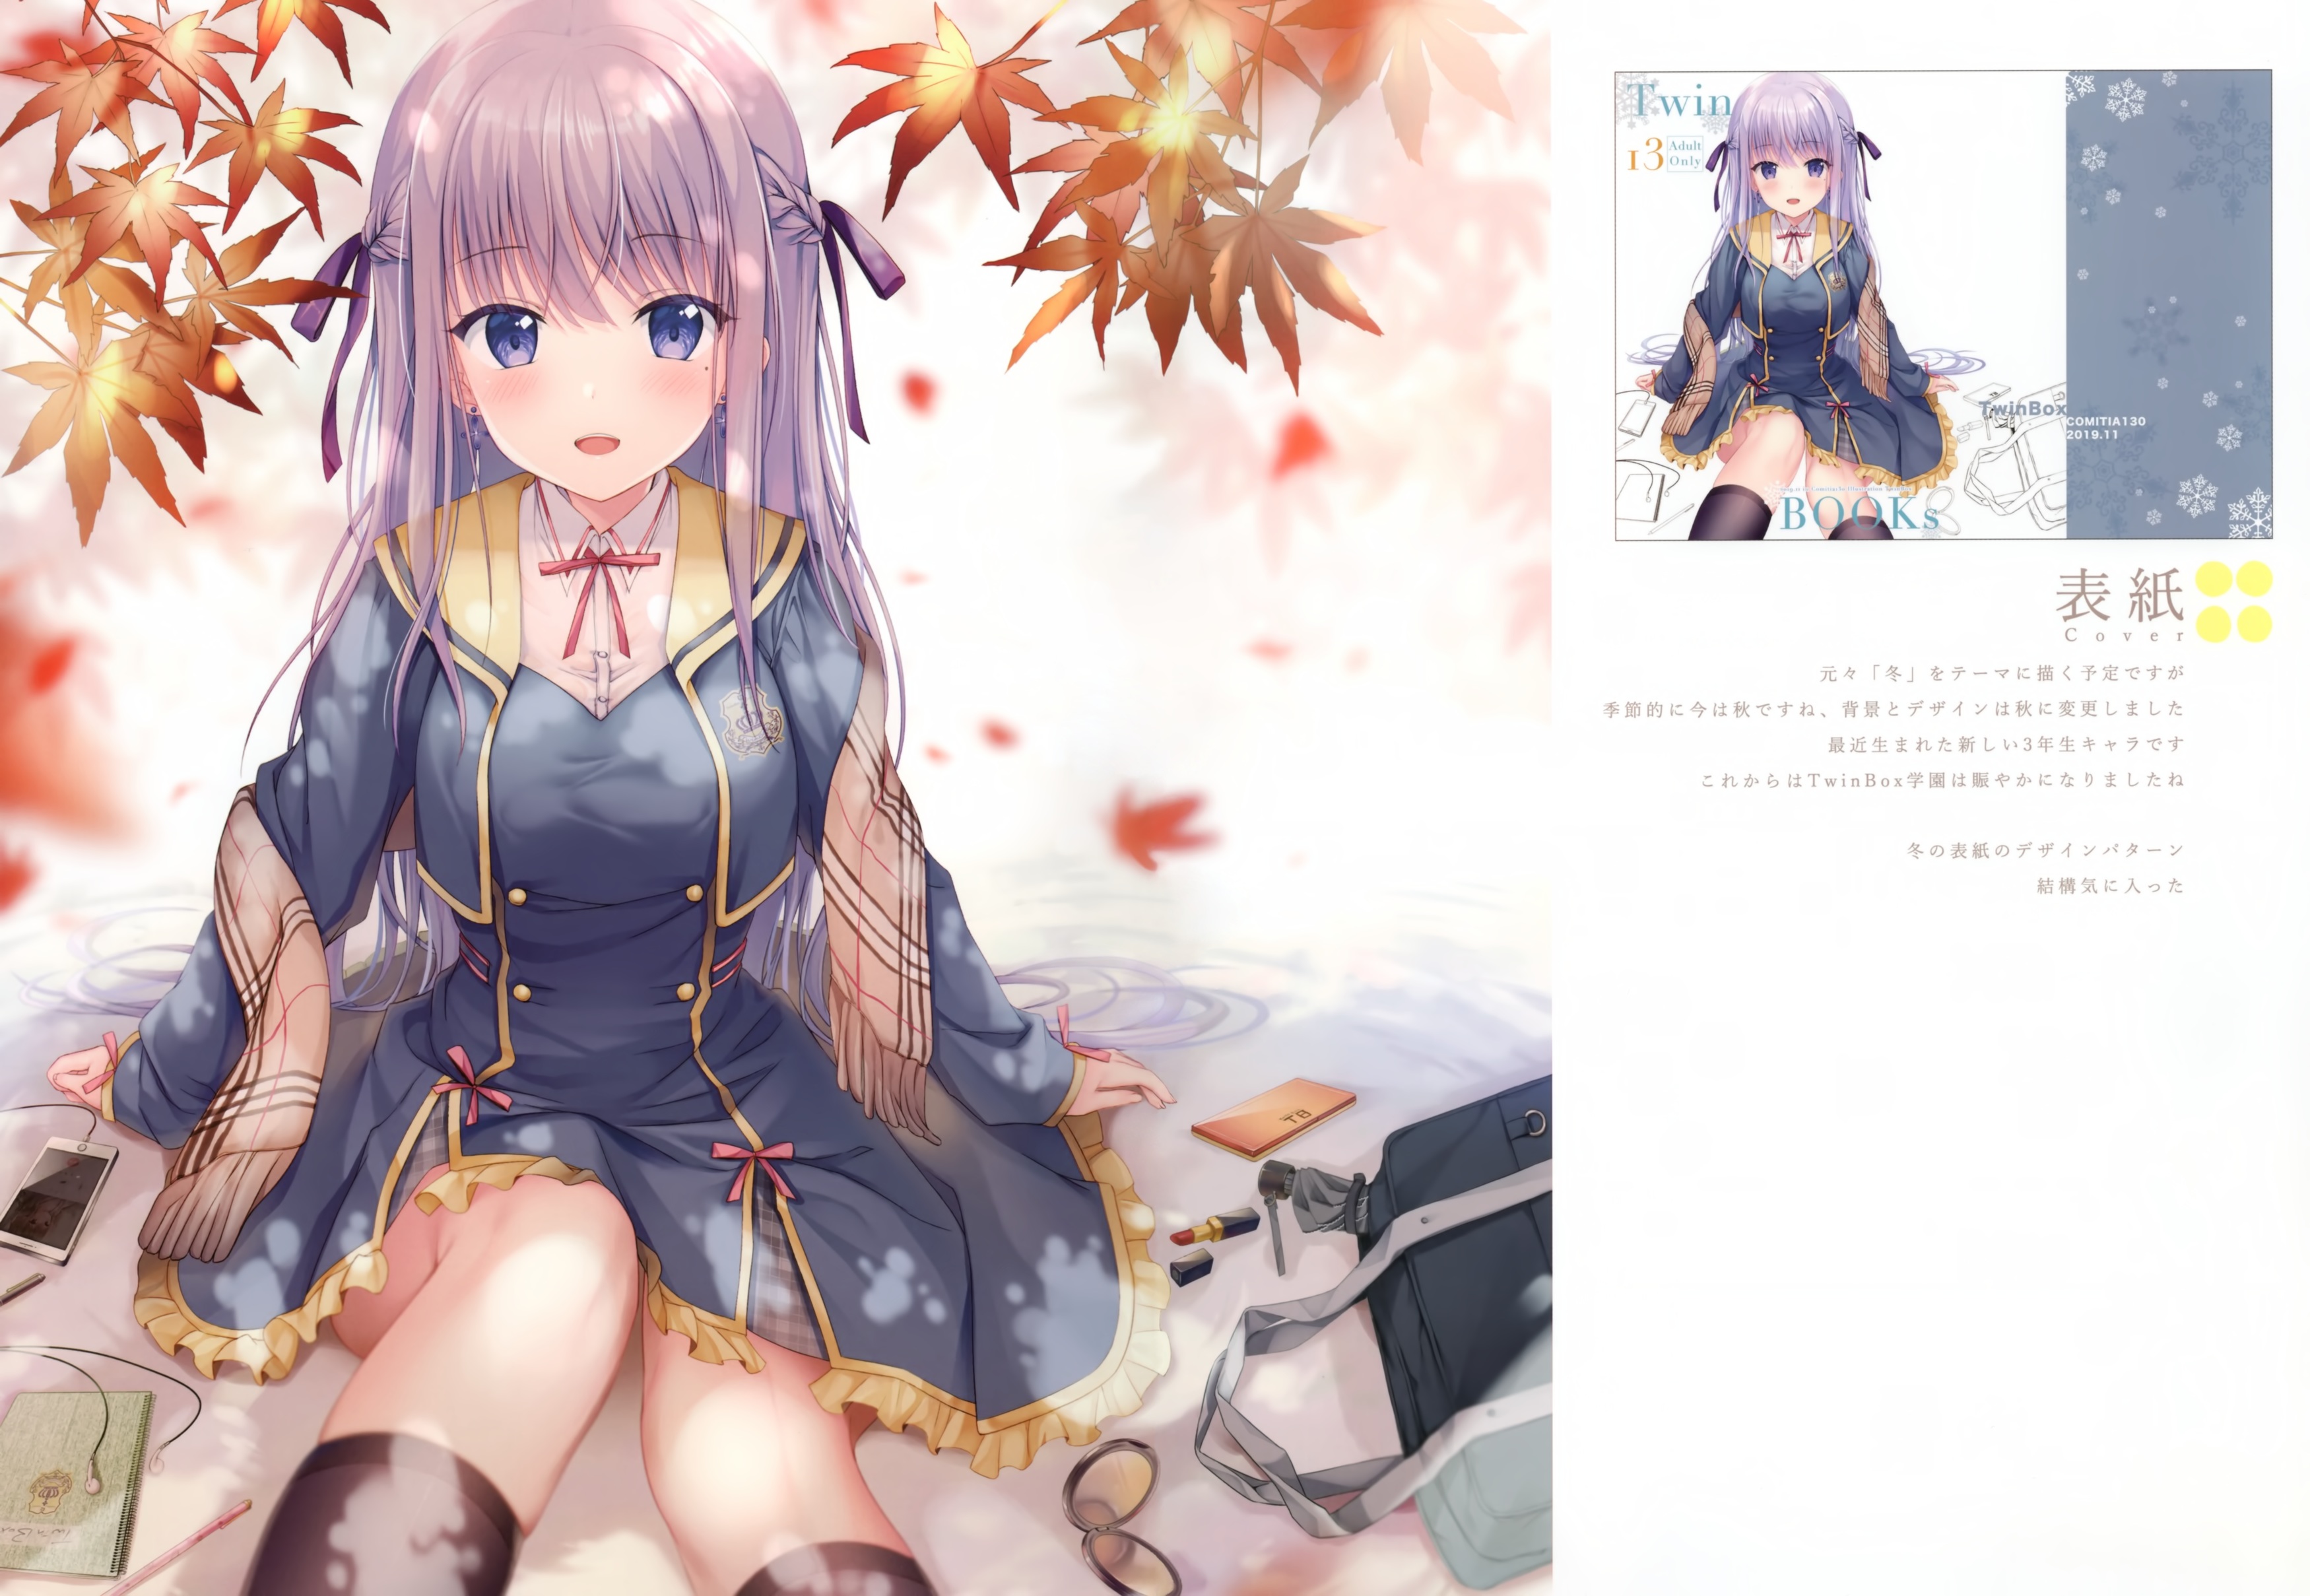 Twin
13
Adult
Only
TwinBox
COMITIA130
2019.11
BOOKs
表紙
Cover
元々「冬」をテーマに描く予定ですが
季節的に今は秋ですね、背景とデザインは秋に変更しました
最近生まれた新しい3年生キャラです
これからはTwinBox学園は賑やかになりましたね
冬の表紙のデザインパターン
結構気に入った
TB